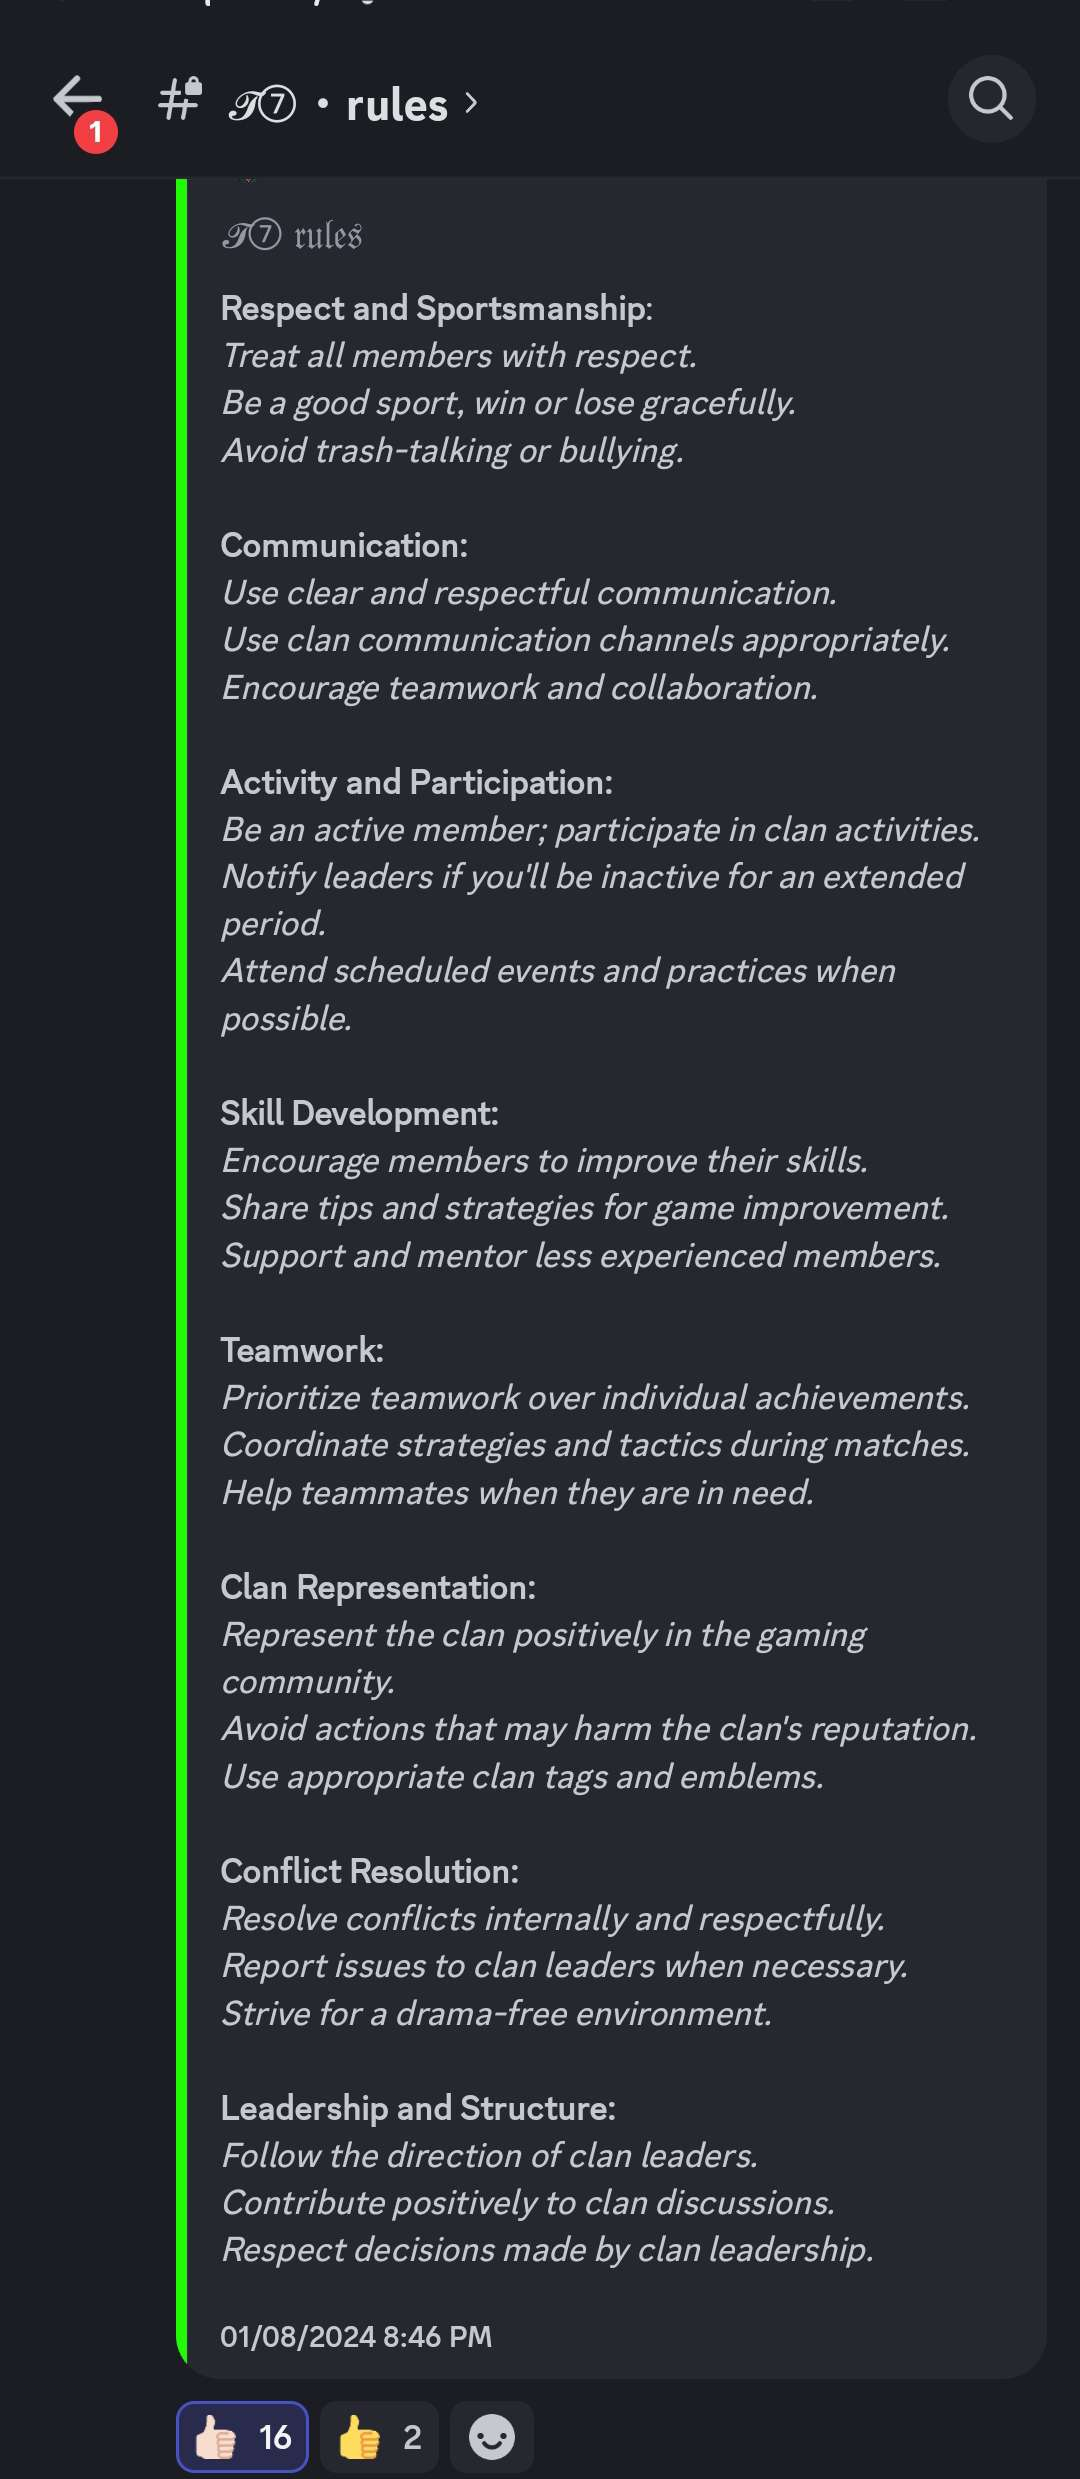 1
𝒯⑦ • rules
𝒯⑦ 𝔯𝔲𝔩𝔢𝔰
Respect and Sportsmanship:
Treat all members with respect.
Be a good sport, win or lose gracefully.
Avoid trash-talking or bullying.
Communication:
Use clear and respectful communication.
Use clan communication channels appropriately.
Encourage teamwork and collaboration.
Activity and Participation:
Be an active member; participate in clan activities.
Notify leaders if you'll be inactive for an extended
period.
Attend scheduled events and practices when
possible.
Skill Development:
Encourage members to improve their skills.
Share tips and strategies for game improvement.
Support and mentor less experienced members.
Teamwork:
Prioritize teamwork over individual achievements.
Coordinate strategies and tactics during matches.
Help teammates when they are in need.
Clan Representation:
Represent the clan positively in the gaming
community.
Avoid actions that may harm the clan's reputation.
Use appropriate clan tags and emblems.
Conflict Resolution:
Resolve conflicts internally and respectfully.
Report issues to clan leaders when necessary.
Strive for a drama-free environment.
Leadership and Structure:
Follow the direction of clan leaders.
Contribute positively to clan discussions.
Respect decisions made by clan leadership.
01/08/2024 8:46 PM
16 2